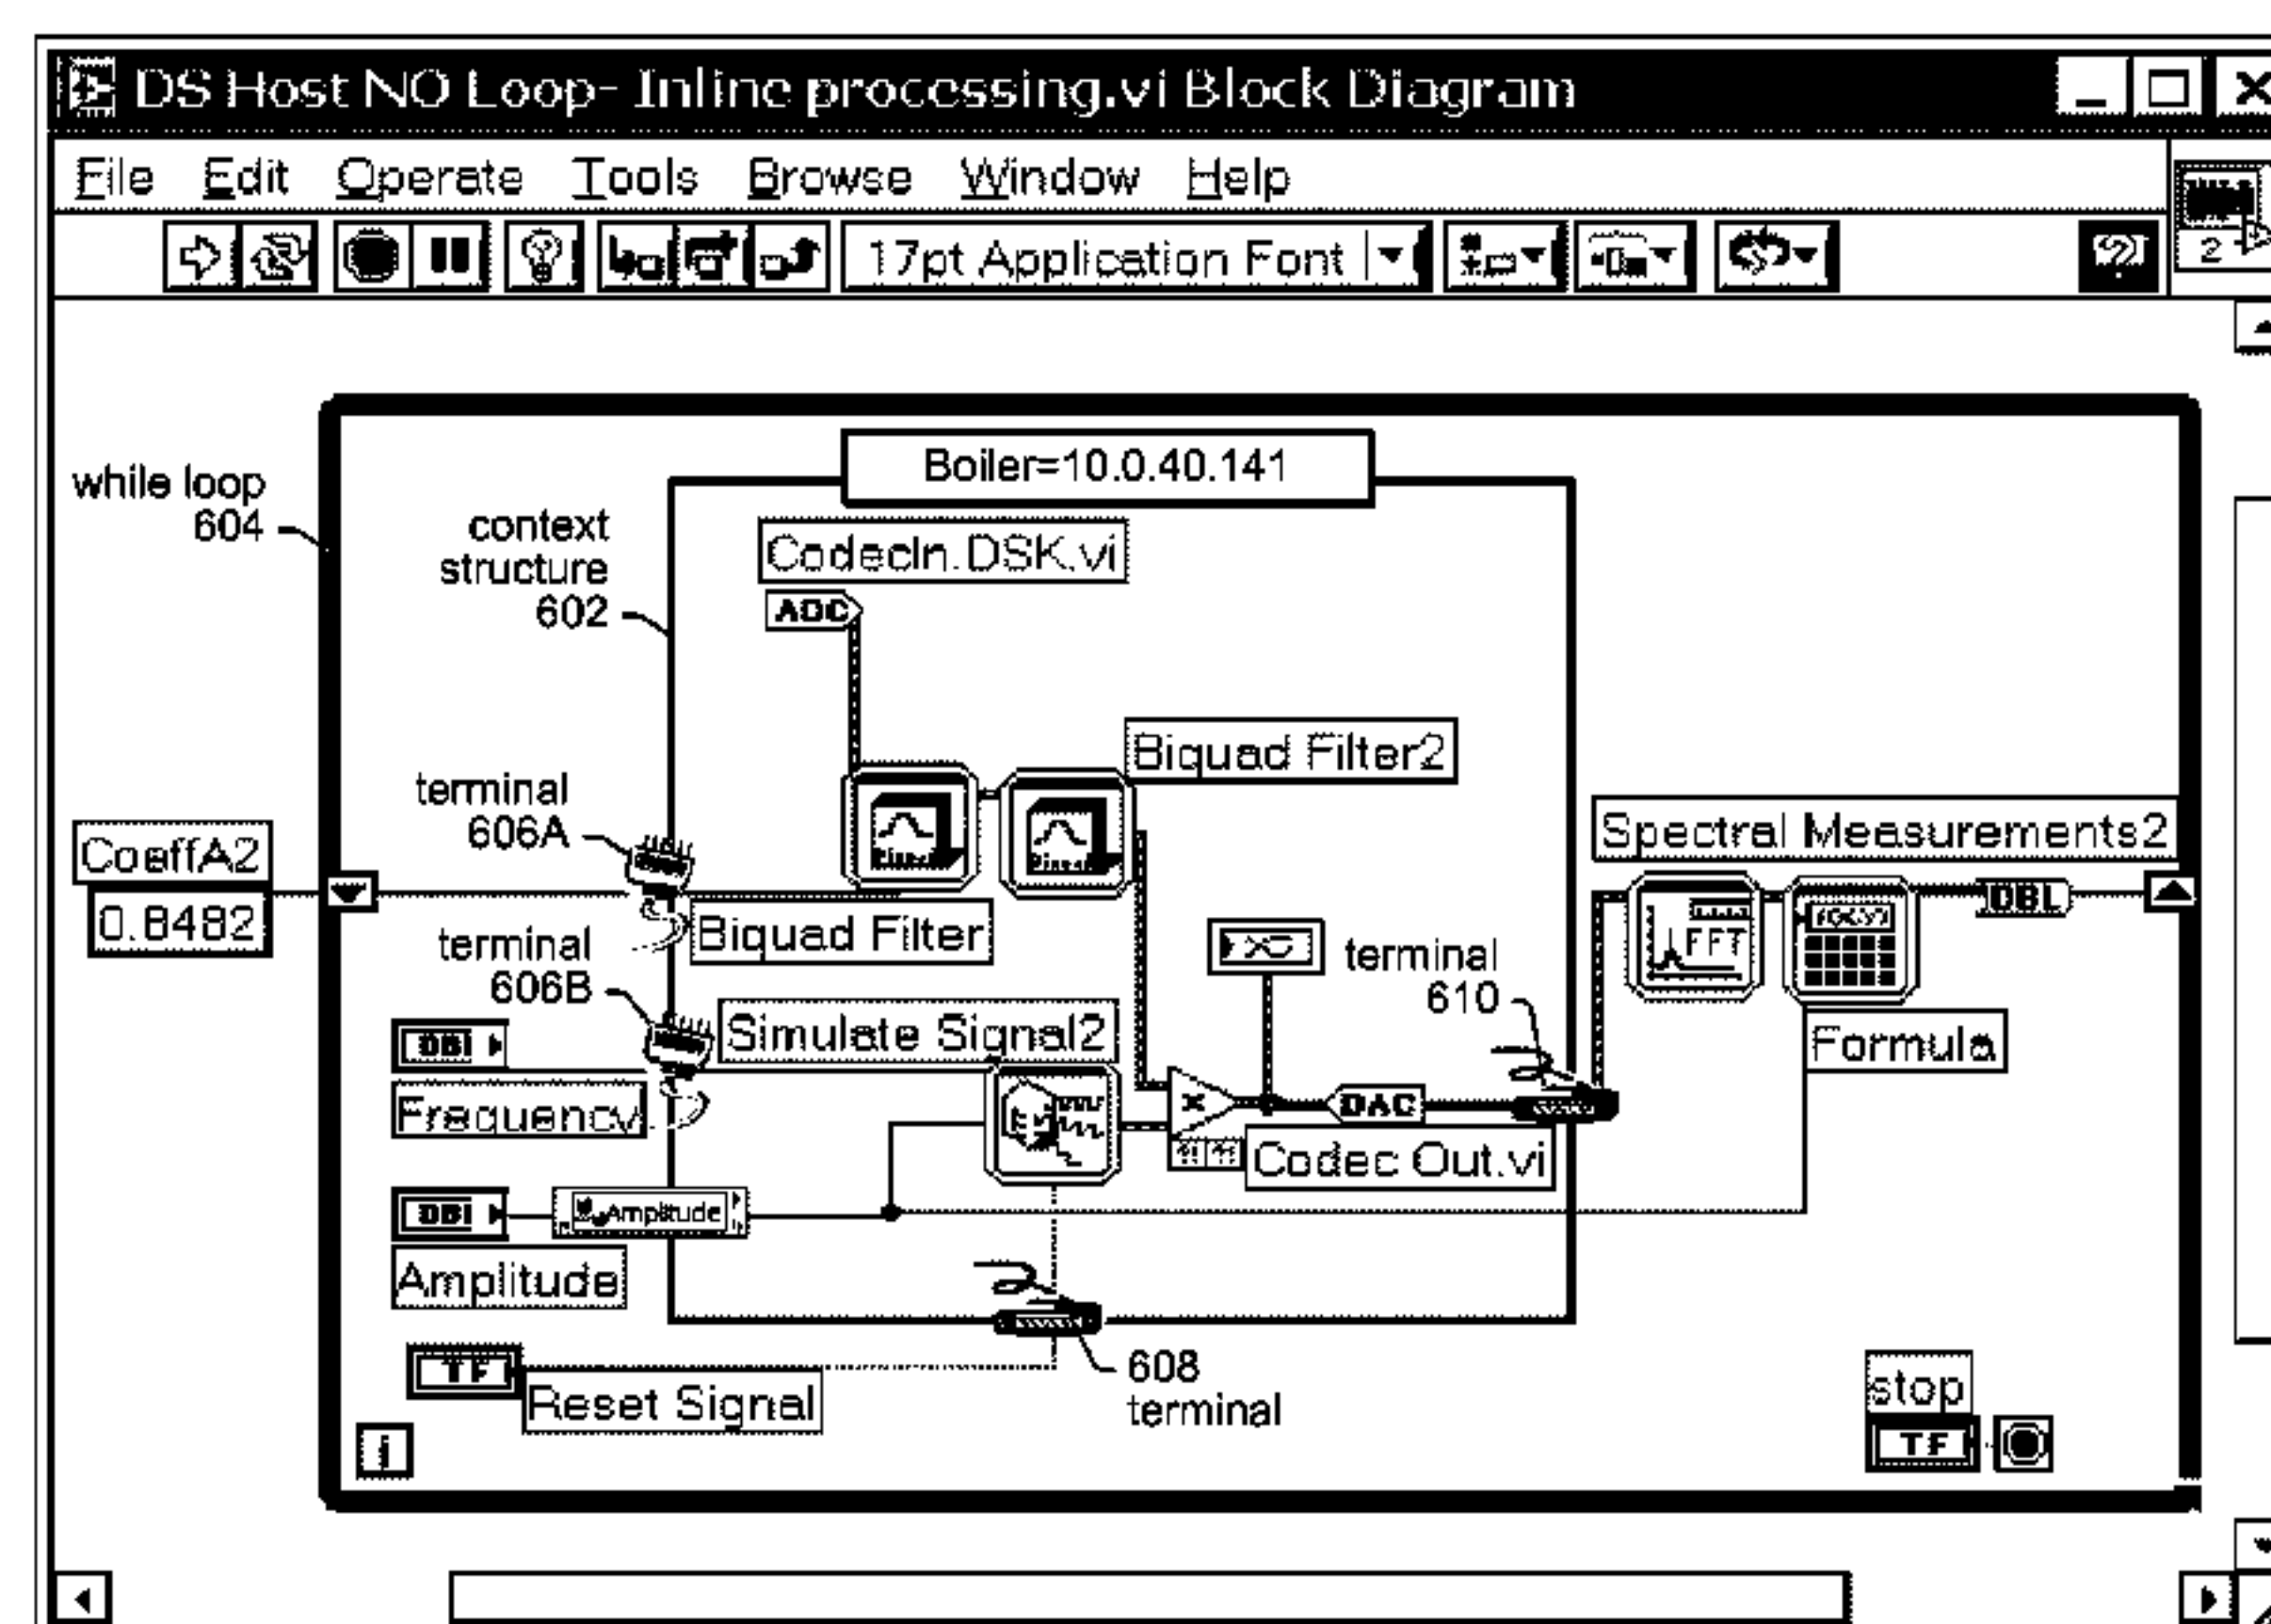 DS Host NO Loop- Inline processing.vi Block Diagram
File Edit Operate Tools Browse Window Help
17pt Application Font
2
Boiler=10.0.40.141
while loop
604
context
structure
602
CodecIn.DSK.vi
ADC
Biquad Filter2
terminal
606A
Spectral Measurements2
CoeffA2
0.8482
Biquad Filter
FFT
DBL
terminal
606B
terminal
610
Formula
Simulate Signal2
DBl
Frequency
DAC
Codec Out.vi
DBl
Amplitude
Amplitude
TF
Reset Signal
608
terminal
stop
TF
i